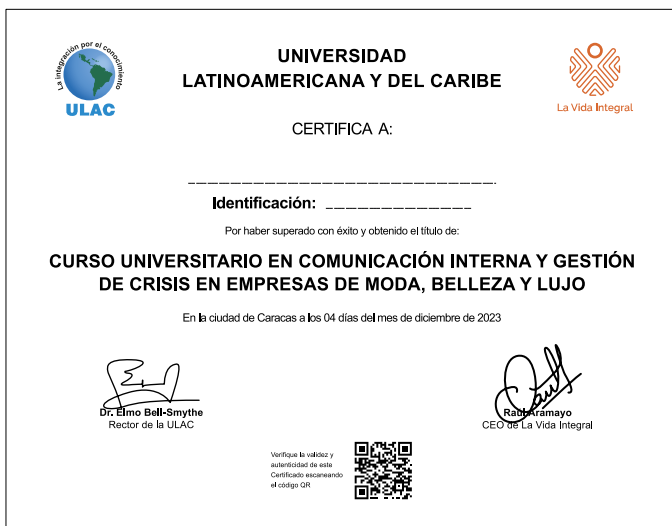 La integración por el conocimiento
ULAC
UNIVERSIDAD
LATINOAMERICANA Y DEL CARIBE
La Vida Integral
CERTIFICA A:
Identificación:
Por haber superado con éxito y obtenido el título de:
CURSO UNIVERSITARIO EN COMUNICACIÓN INTERNA Y GESTIÓN
DE CRISIS EN EMPRESAS DE MODA, BELLEZA Y LUJO
En la ciudad de Caracas a los 04 días del mes de diciembre de 2023
Dr. Elmo Bell-Smythe
Rector de la ULAC
Raúl Aramayo
CEO de La Vida Integral
Verifique la validez y
autenticidad de este
Certificado escaneando
el código QR